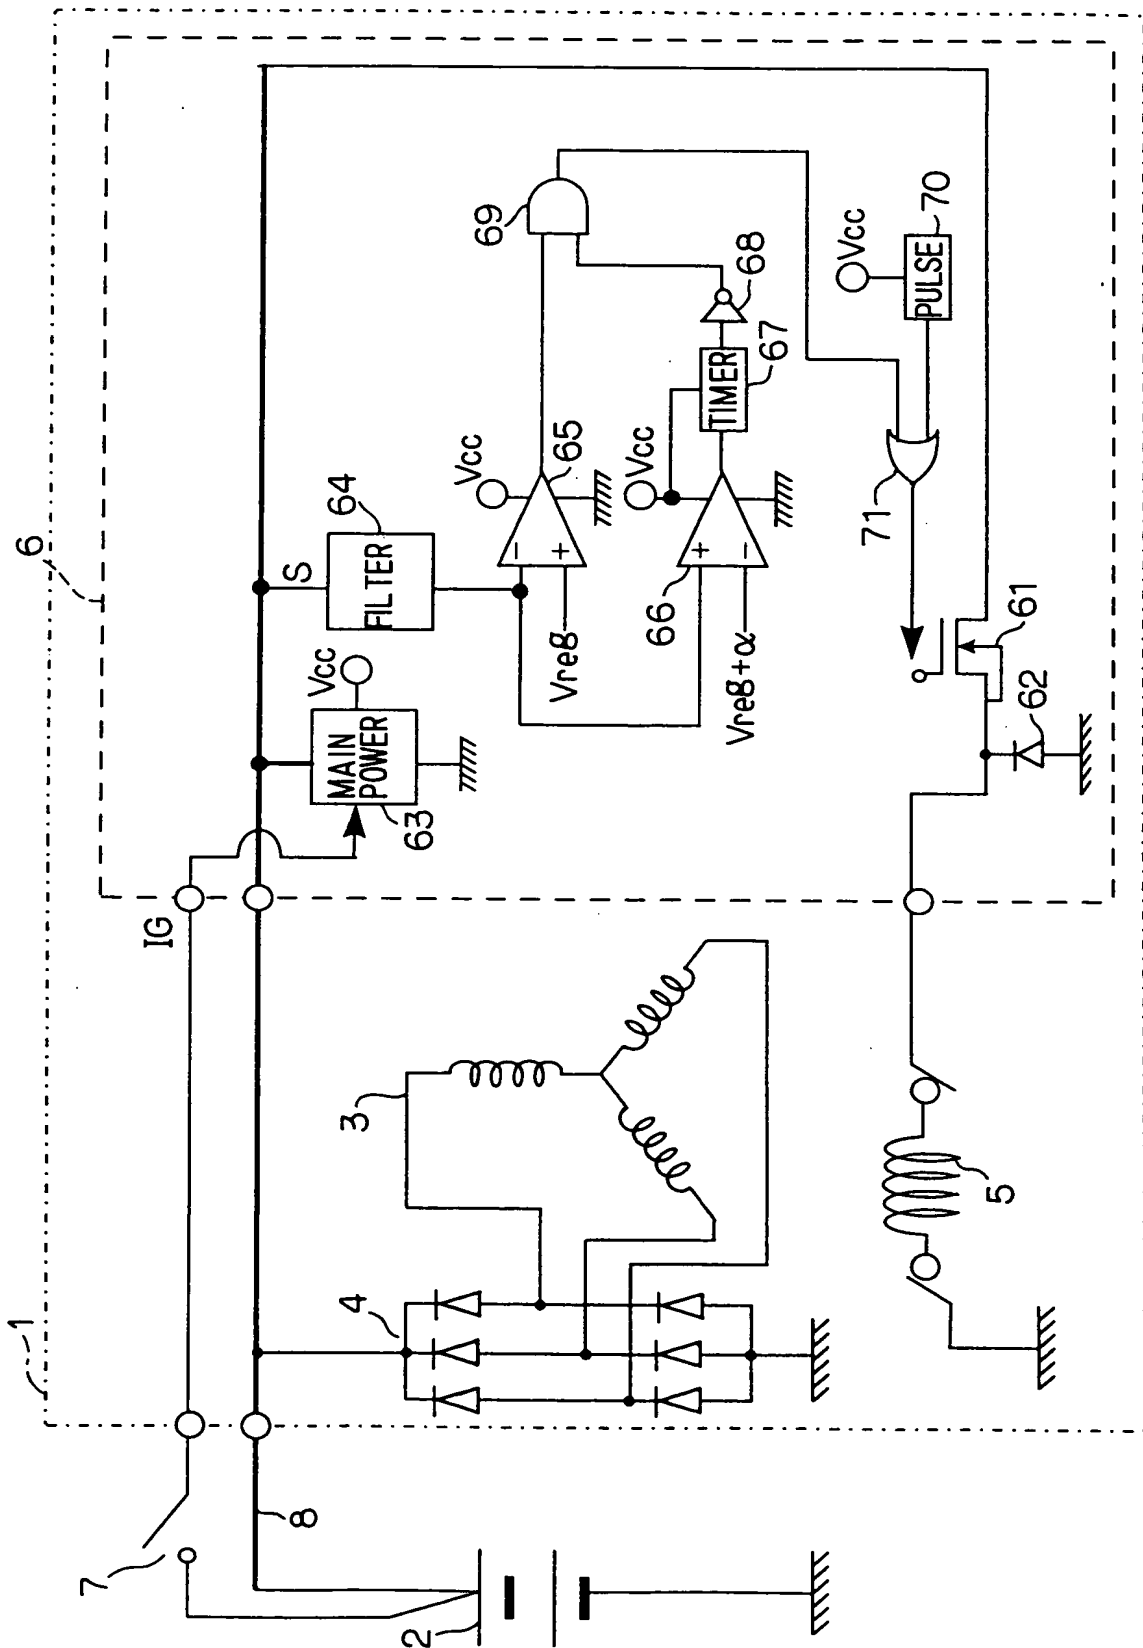 1
6
7
IG
8
2
4
3
5
MAIN
POWER
63
Vcc
S
FILTER
64
Vcc
65
−
+
Vreg
69
66
+
−
Vreg+α
Vcc
TIMER
67
68
Vcc
PULSE
70
71
61
62